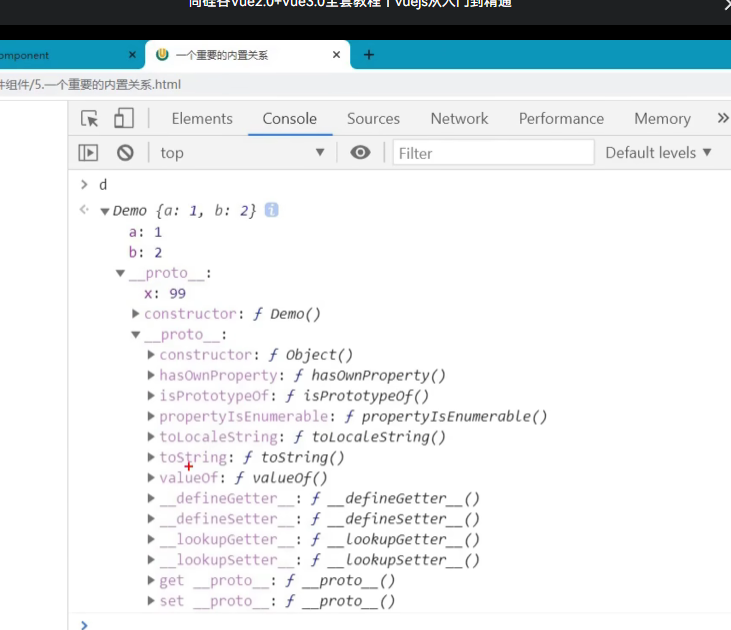 尚硅谷Vue2.0+Vue3.0全套教程丨vuejs从入门到精通
omponent × 一个重要的内置关系 × +
件组件/5.一个重要的内置关系.html
Elements Console Sources Network Performance Memory »
top ▼ Filter Default levels ▼
> d
Demo {a: 1, b: 2} i
a: 1
b: 2
__proto__:
x: 99
constructor: ƒ Demo()
__proto__:
constructor: ƒ Object()
hasOwnProperty: ƒ hasOwnProperty()
isPrototypeOf: ƒ isPrototypeOf()
propertyIsEnumerable: ƒ propertyIsEnumerable()
toLocaleString: ƒ toLocaleString()
toString: ƒ toString()
valueOf: ƒ valueOf()
__defineGetter__: ƒ __defineGetter__()
__defineSetter__: ƒ __defineSetter__()
__lookupGetter__: ƒ __lookupGetter__()
__lookupSetter__: ƒ __lookupSetter__()
get __proto__: ƒ __proto__()
set __proto__: ƒ __proto__()
>